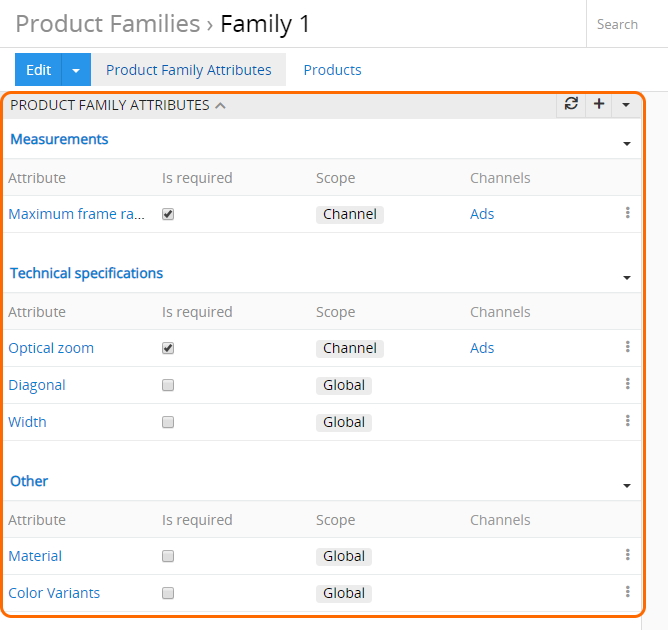 Product Families › Family 1
Search
Edit
Product Family Attributes
Products
PRODUCT FAMILY ATTRIBUTES
Measurements
Attribute Is required Scope Channels
Maximum frame ra... Channel Ads
Technical specifications
Attribute Is required Scope Channels
Optical zoom Channel Ads
Diagonal Global
Width Global
Other
Attribute Is required Scope Channels
Material Global
Color Variants Global